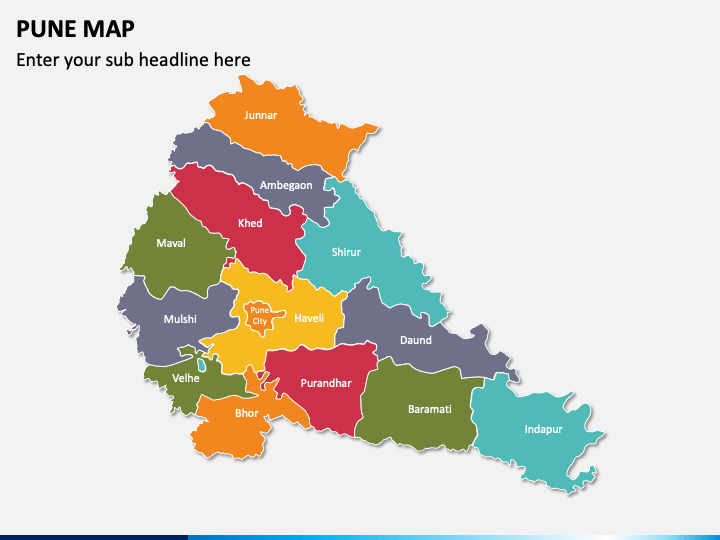 PUNE MAP
Enter your sub headline here
Junnar
Ambegaon
Khed
Maval
Shirur
Mulshi
Pune
City
Haveli
Daund
Velhe
Purandhar
Bhor
Baramati
Indapur